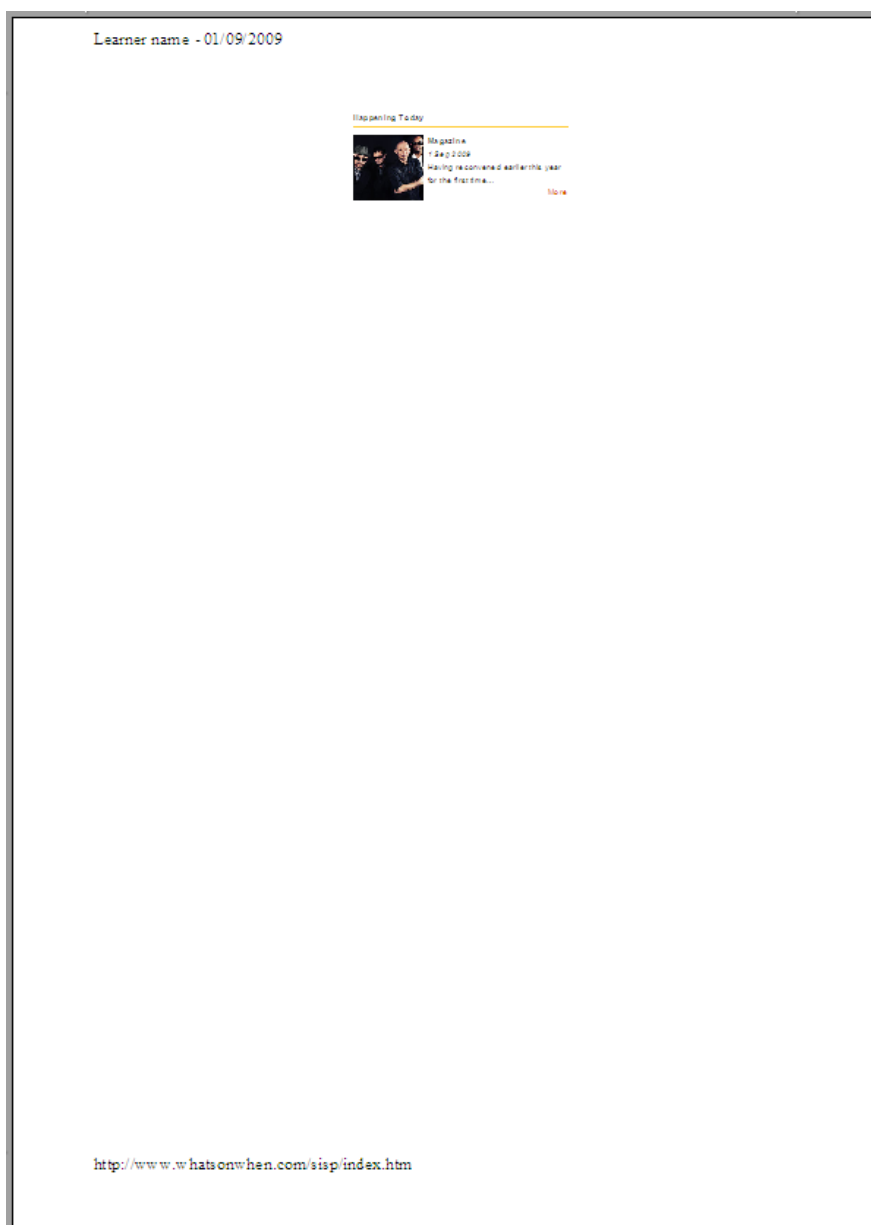 Learner name - 01/09/2009
Happening Today
Magazine
1 Sep 2009
Having reconvened earlier this year
for the first time...
More
http://www.whatsonwhen.com/sisp/index.htm